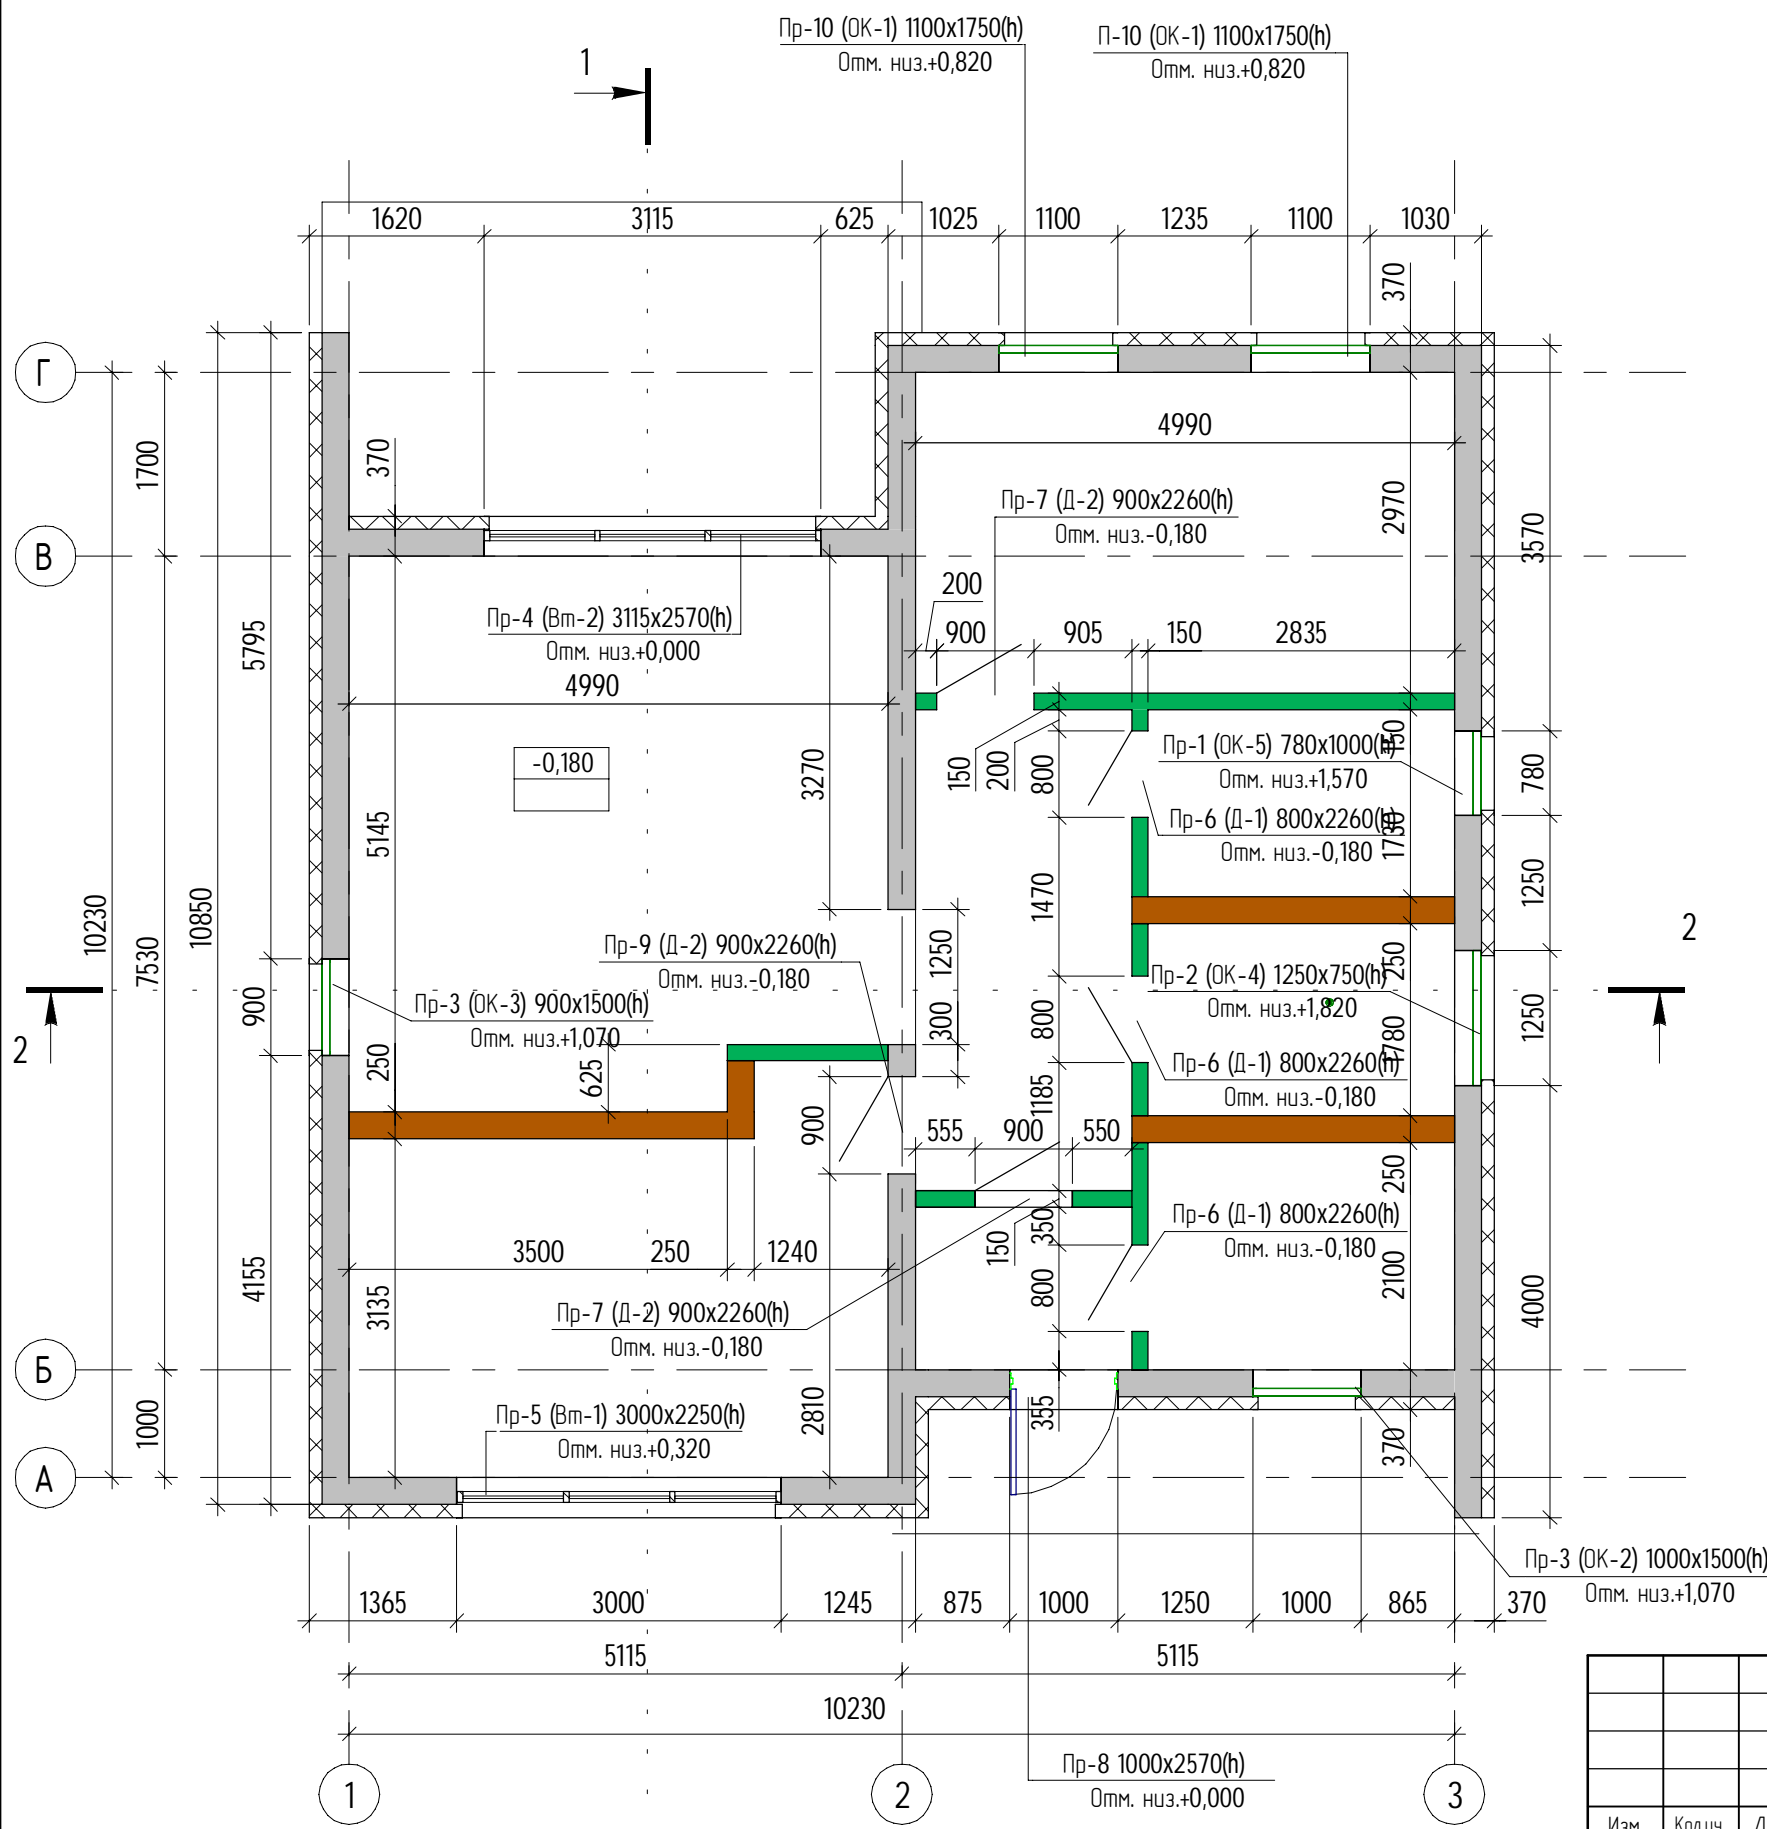 Пр-10 (ОК-1) 1100х1750(h)
Отм. низ.+0,820
П-10 (ОК-1) 1100х1750(h)
Отм. низ.+0,820
1
1620 3115 625 1025 1100 1235 1100 1030
370
Г
4990
370
1700
2970
3570
Пр-7 (Д-2) 900х2260(h)
Отм. низ.-0,180
В
200
Пр-4 (Вт-2) 3115х2570(h)
Отм. низ.+0,000
900 905 150 2835
5795
4990
150
200
800
150
Пр-1 (ОК-5) 780х1000(h)
Отм. низ.+1,570
780
-0,180
3270
5145
Пр-6 (Д-1) 800х2260(h)
Отм. низ.-0,180
1730
10230
7530
10850
1470
1250
2
Пр-9 (Д-2) 900х2260(h)
Отм. низ.-0,180
1250
250
Пр-2 (ОК-4) 1250х750(h)
Отм. низ.+1,820
1250
900
Пр-3 (ОК-3) 900х1500(h)
Отм. низ.+1,070
300
800
1780
2
250
625
Пр-6 (Д-1) 800х2260(h)
Отм. низ.-0,180
1185
900
555 900 550
250
150
350
Пр-6 (Д-1) 800х2260(h)
Отм. низ.-0,180
3500 250 1240
4155
3135
800
2100
4000
Пр-7 (Д-2) 900х2260(h)
Отм. низ.-0,180
Б
1000
Пр-5 (Вт-1) 3000х2250(h)
Отм. низ.+0,320
2810
355
370
А
Пр-3 (ОК-2) 1000х1500(h)
Отм. низ.+1,070
1365 3000 1245 875 1000 1250 1000 865 370
5115 5115
10230
Пр-8 1000х2570(h)
Отм. низ.+0,000
1 2 3
Изм. Кол.уч.